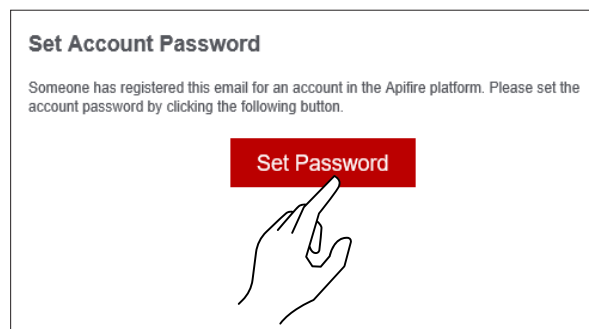 Set Account Password
Someone has registered this email for an account in the Apifire platform. Please set the
account password by clicking the following button.
Set Password